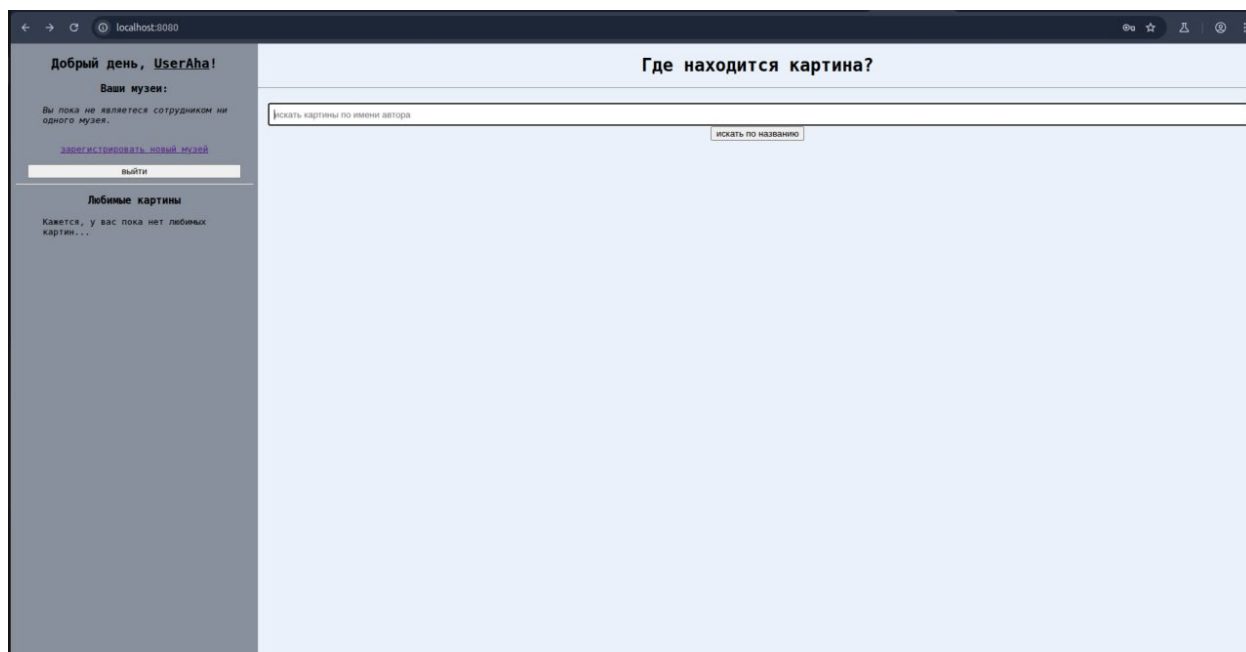 localhost:8080
Добрый день, UserAha!
Ваши музеи:
Вы пока не являетеся сотрудником ни
одного музея.
зарегистрировать новый музей
выйти
Любимые картины
Кажется, у вас пока нет любимых
картин...
Где находится картина?
искать картины по имени автора
искать по названию